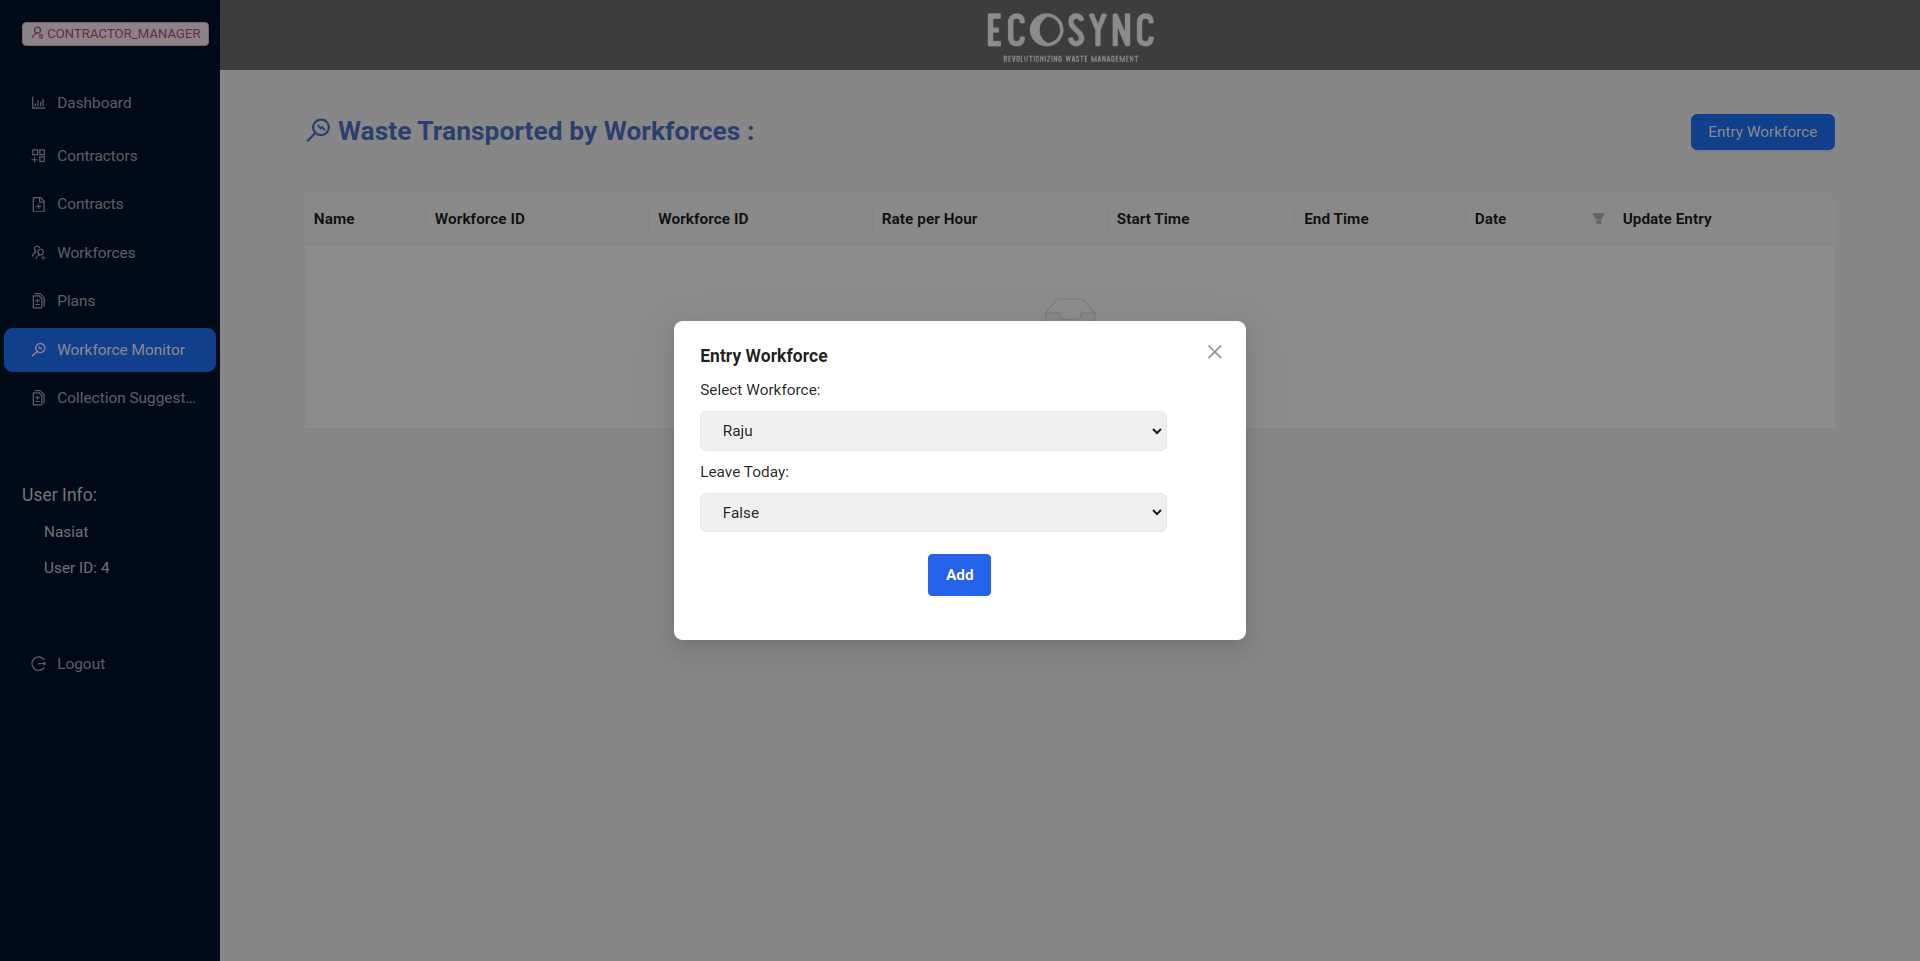 CONTRACTOR_MANAGER
ECOSYNC
REVOLUTIONIZING WASTE MANAGEMENT
Dashboard
Contractors
Contracts
Workforces
Plans
Workforce Monitor
Collection Suggest...
User Info:
Nasiat
User ID: 4
Logout
Waste Transported by Workforces :
Entry Workforce
Name Workforce ID Workforce ID Rate per Hour Start Time End Time Date Update Entry
Entry Workforce
Select Workforce:
Raju
Leave Today:
False
Add